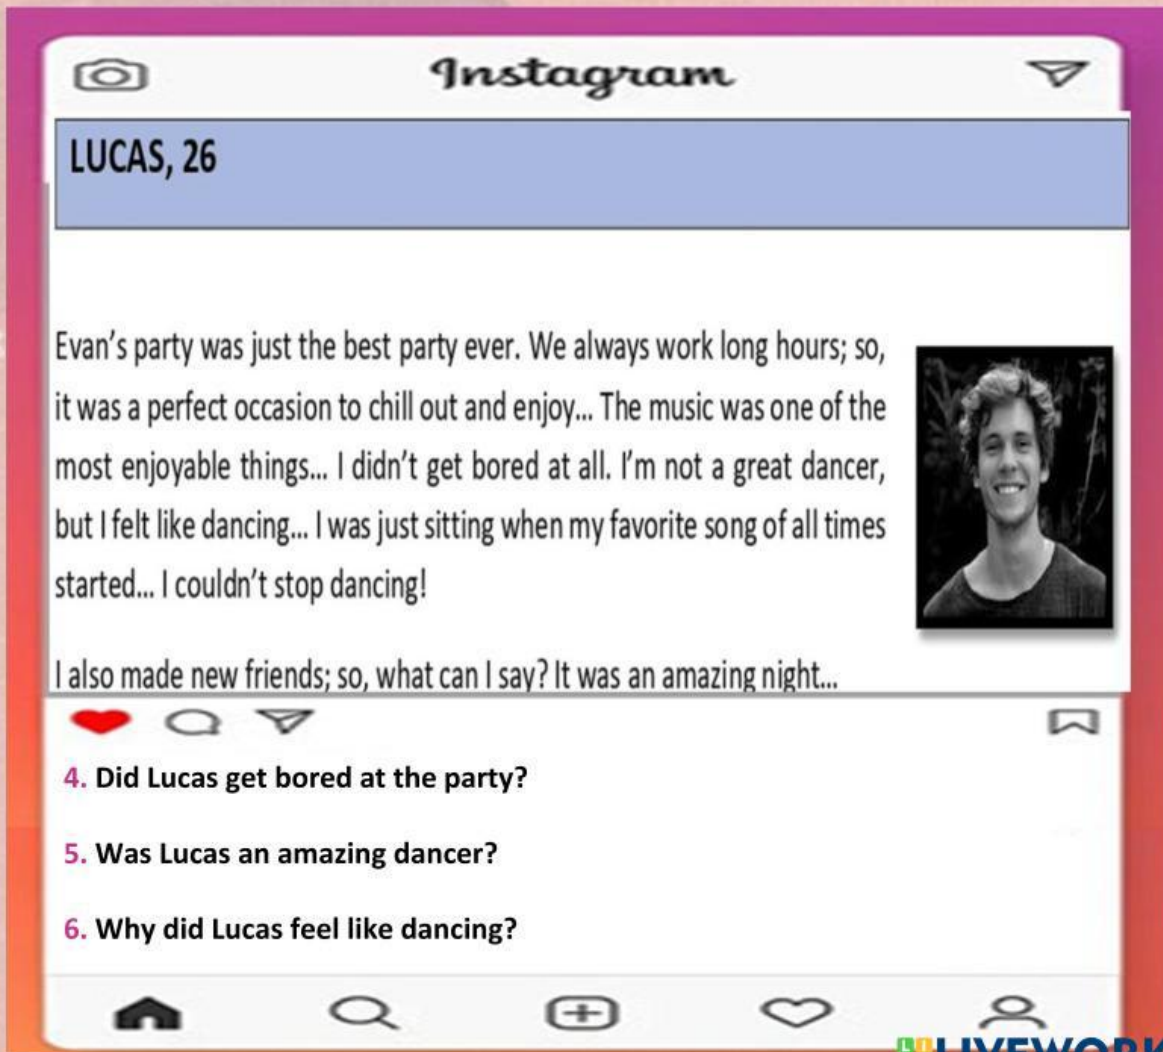 Instagram
LUCAS, 26
Evan's party was just the best party ever. We always work long hours; so,
it was a perfect occasion to chill out and enjoy... The music was one of the
most enjoyable things... I didn't get bored at all. I'm not a great dancer,
but I felt like dancing... I was just sitting when my favorite song of all times
started... I couldn't stop dancing!
I also made new friends; so, what can I say? It was an amazing night...
4. Did Lucas get bored at the party?
5. Was Lucas an amazing dancer?
6. Why did Lucas feel like dancing?